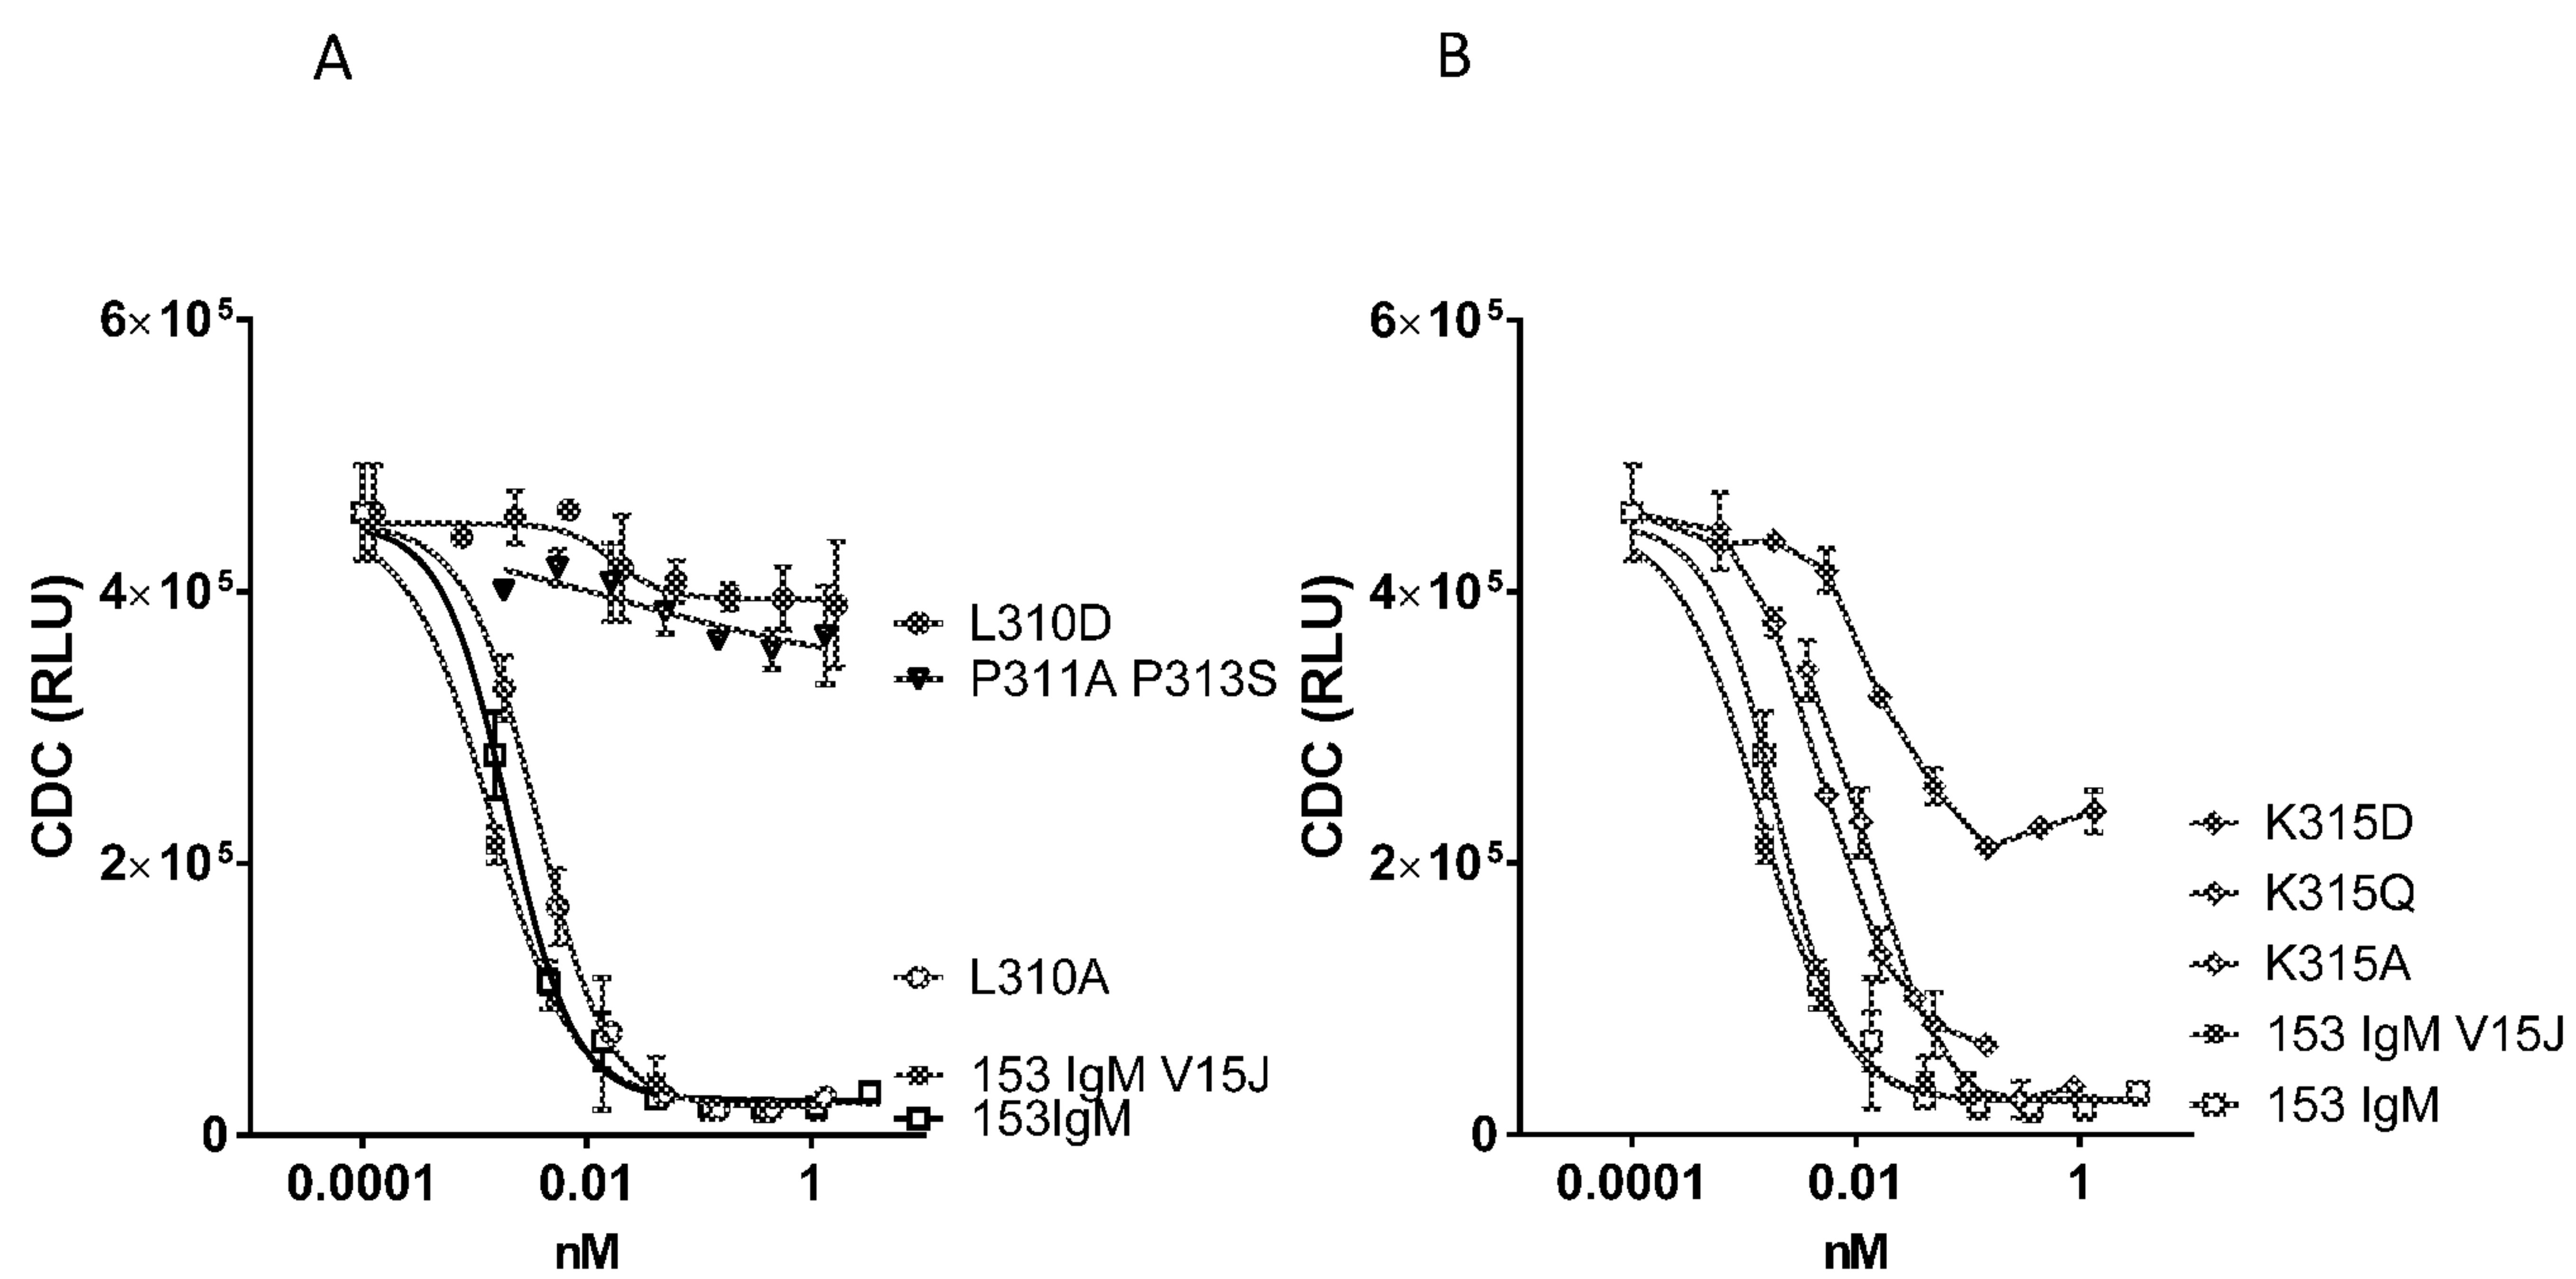 A
B
6×10⁵
4×10⁵
2×10⁵
0
CDC (RLU)
0.0001 0.01 1
nM
L310D
P311A P313S
L310A
153 IgM V15J
153IgM
6×10⁵
4×10⁵
2×10⁵
0
CDC (RLU)
0.0001 0.01 1
nM
K315D
K315Q
K315A
153 IgM V15J
153 IgM